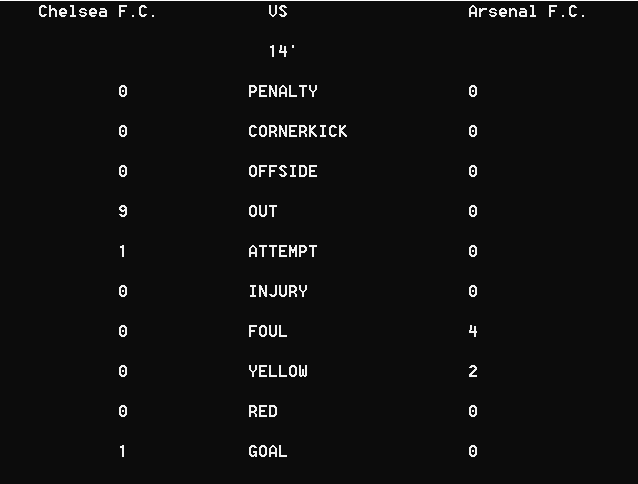 Chelsea F.C. VS Arsenal F.C.
14'
0 PENALTY 0
0 CORNERKICK 0
0 OFFSIDE 0
9 OUT 0
1 ATTEMPT 0
0 INJURY 0
0 FOUL 4
0 YELLOW 2
0 RED 0
1 GOAL 0